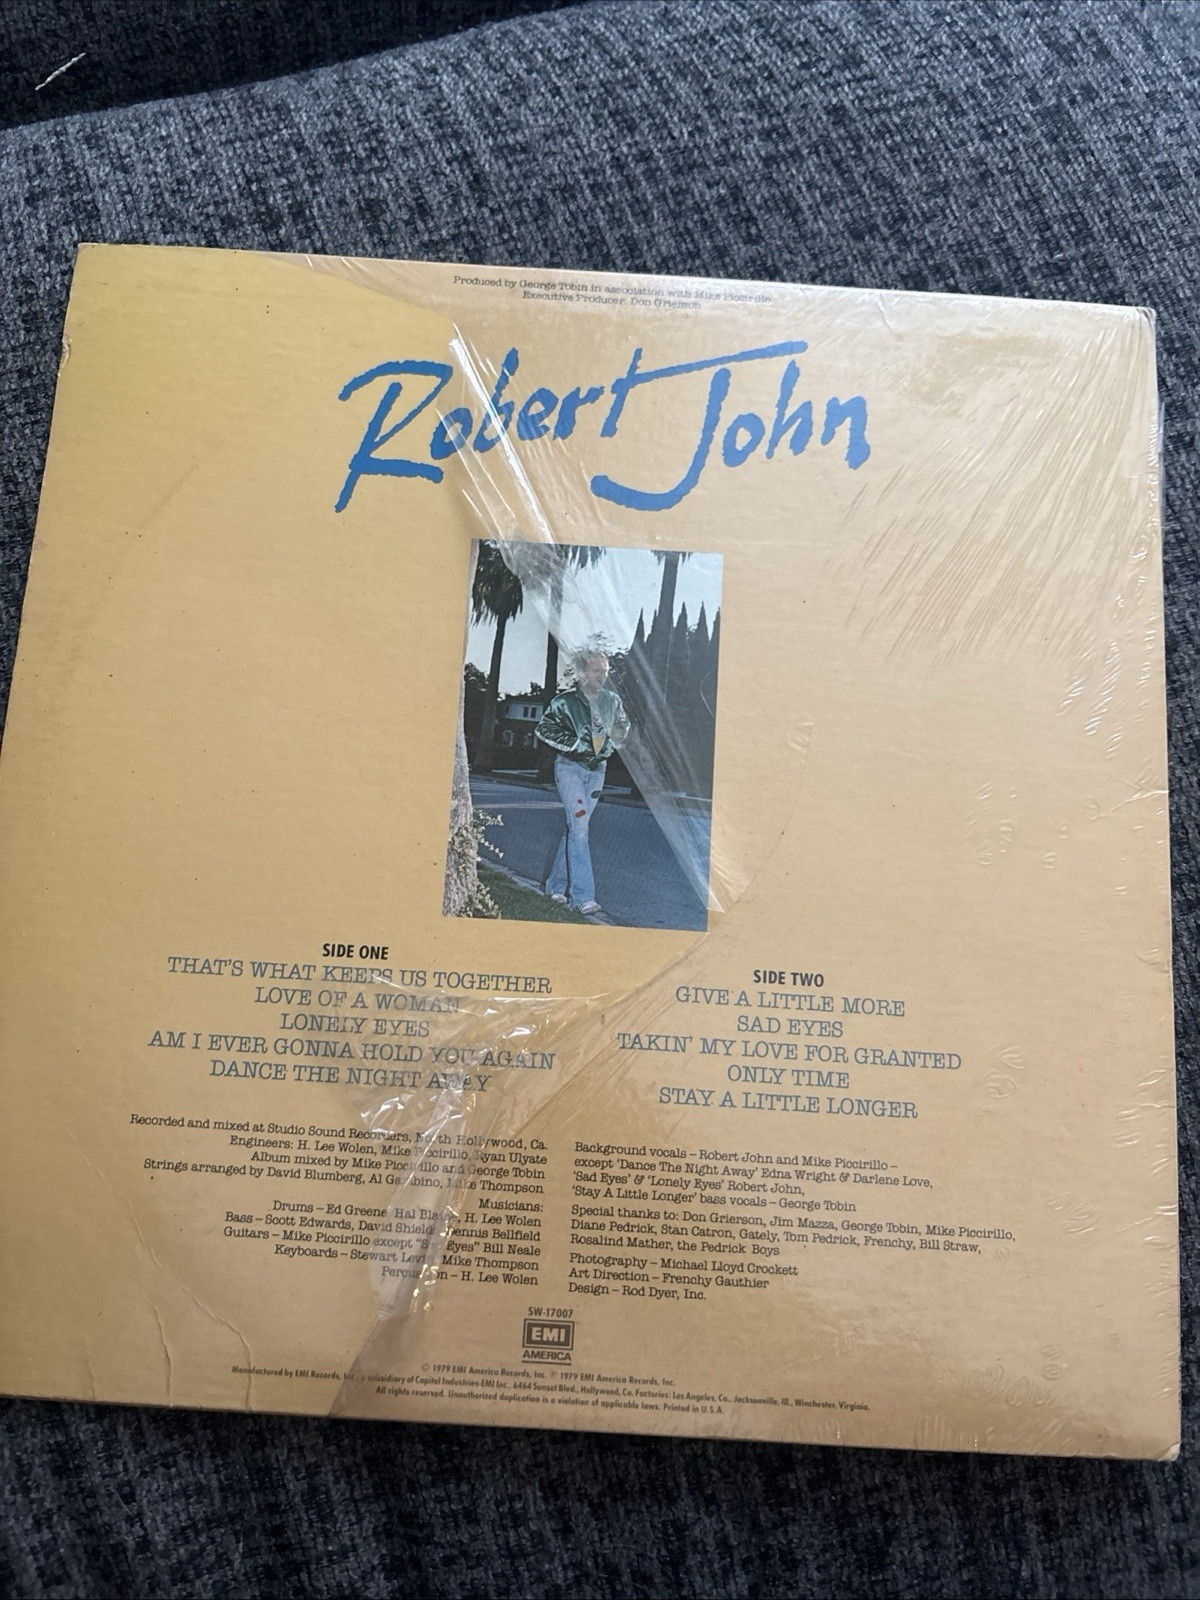 Produced by George Tobin in association with Mike Piccirillo
Executive Producer: Don Grierson
Robert John
SIDE ONE
THAT'S WHAT KEEPS US TOGETHER
LOVE OF A WOMAN
LONELY EYES
AM I EVER GONNA HOLD YOU AGAIN
DANCE THE NIGHT AWAY
SIDE TWO
GIVE A LITTLE MORE
SAD EYES
TAKIN' MY LOVE FOR GRANTED
ONLY TIME
STAY A LITTLE LONGER
Recorded and mixed at Studio Sound Recorders, North Hollywood, Ca.
Engineers: H. Lee Wolen, Mike Piccirillo, Ryan Ulyate
Album mixed by Mike Piccirillo and George Tobin
Strings arranged by David Blumberg, Al Gambino, Mike Thompson
Musicians:
Drums – Ed Greene, Hal H. Lee Wolen
Bass – Scott Edwards, David Dennis Bellfield
Guitars – Mike Piccirillo except "Sad Eyes" Bill Neale
Keyboards – Stewart Mike Thompson
Percussion – H. Lee Wolen
Background vocals – Robert John and Mike Piccirillo –
except 'Dance The Night Away' Edna Wright & Darlene Love,
'Sad Eyes' & 'Lonely Eyes' Robert John,
'Stay A Little Longer' bass vocals – George Tobin
Special thanks to: Don Grierson, Jim Mazza, George Tobin, Mike Piccirillo,
Diane Pedrick, Stan Catron, Gately, Tom Pedrick, Frenchy, Bill Straw,
Rosalind Mather, the Pedrick Boys
Photography – Michael Lloyd Crockett
Art Direction – Frenchy Gauthier
Design – Rod Dyer, Inc.
SW-17007
EMI
AMERICA
© 1979 EMI America Records, Inc. ℗ 1979 EMI America Records, Inc.
Manufactured by EMI Records, Inc., a subsidiary of Capitol Industries-EMI Inc., 6464 Sunset Blvd., Hollywood, Ca. Factories: Los Angeles, Ca., Jacksonville, Ill., Winchester, Virginia.
All rights reserved. Unauthorized duplication is a violation of applicable laws. Printed in U.S.A.